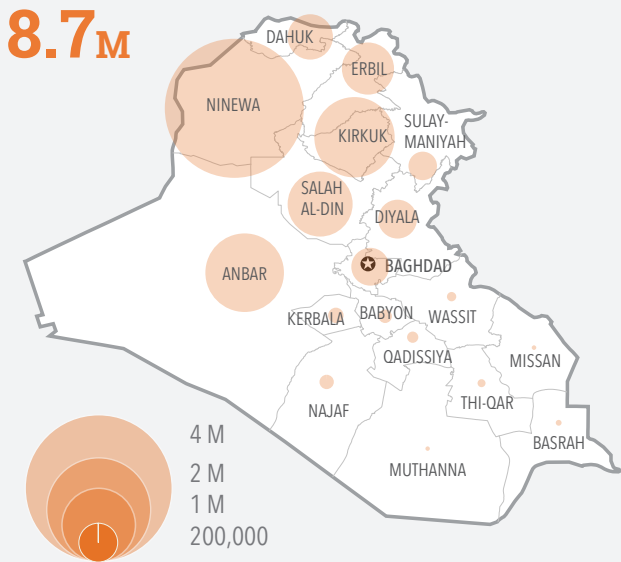 8.7M
DAHUK
ERBIL
NINEWA
SULAY-
MANIYAH
KIRKUK
SALAH
AL-DIN
DIYALA
ANBAR
BAGHDAD
KERBALA
BABYON
WASSIT
QADISSIYA
MISSAN
NAJAF
THI-QAR
BASRAH
MUTHANNA
4 M
2 M
1 M
200,000